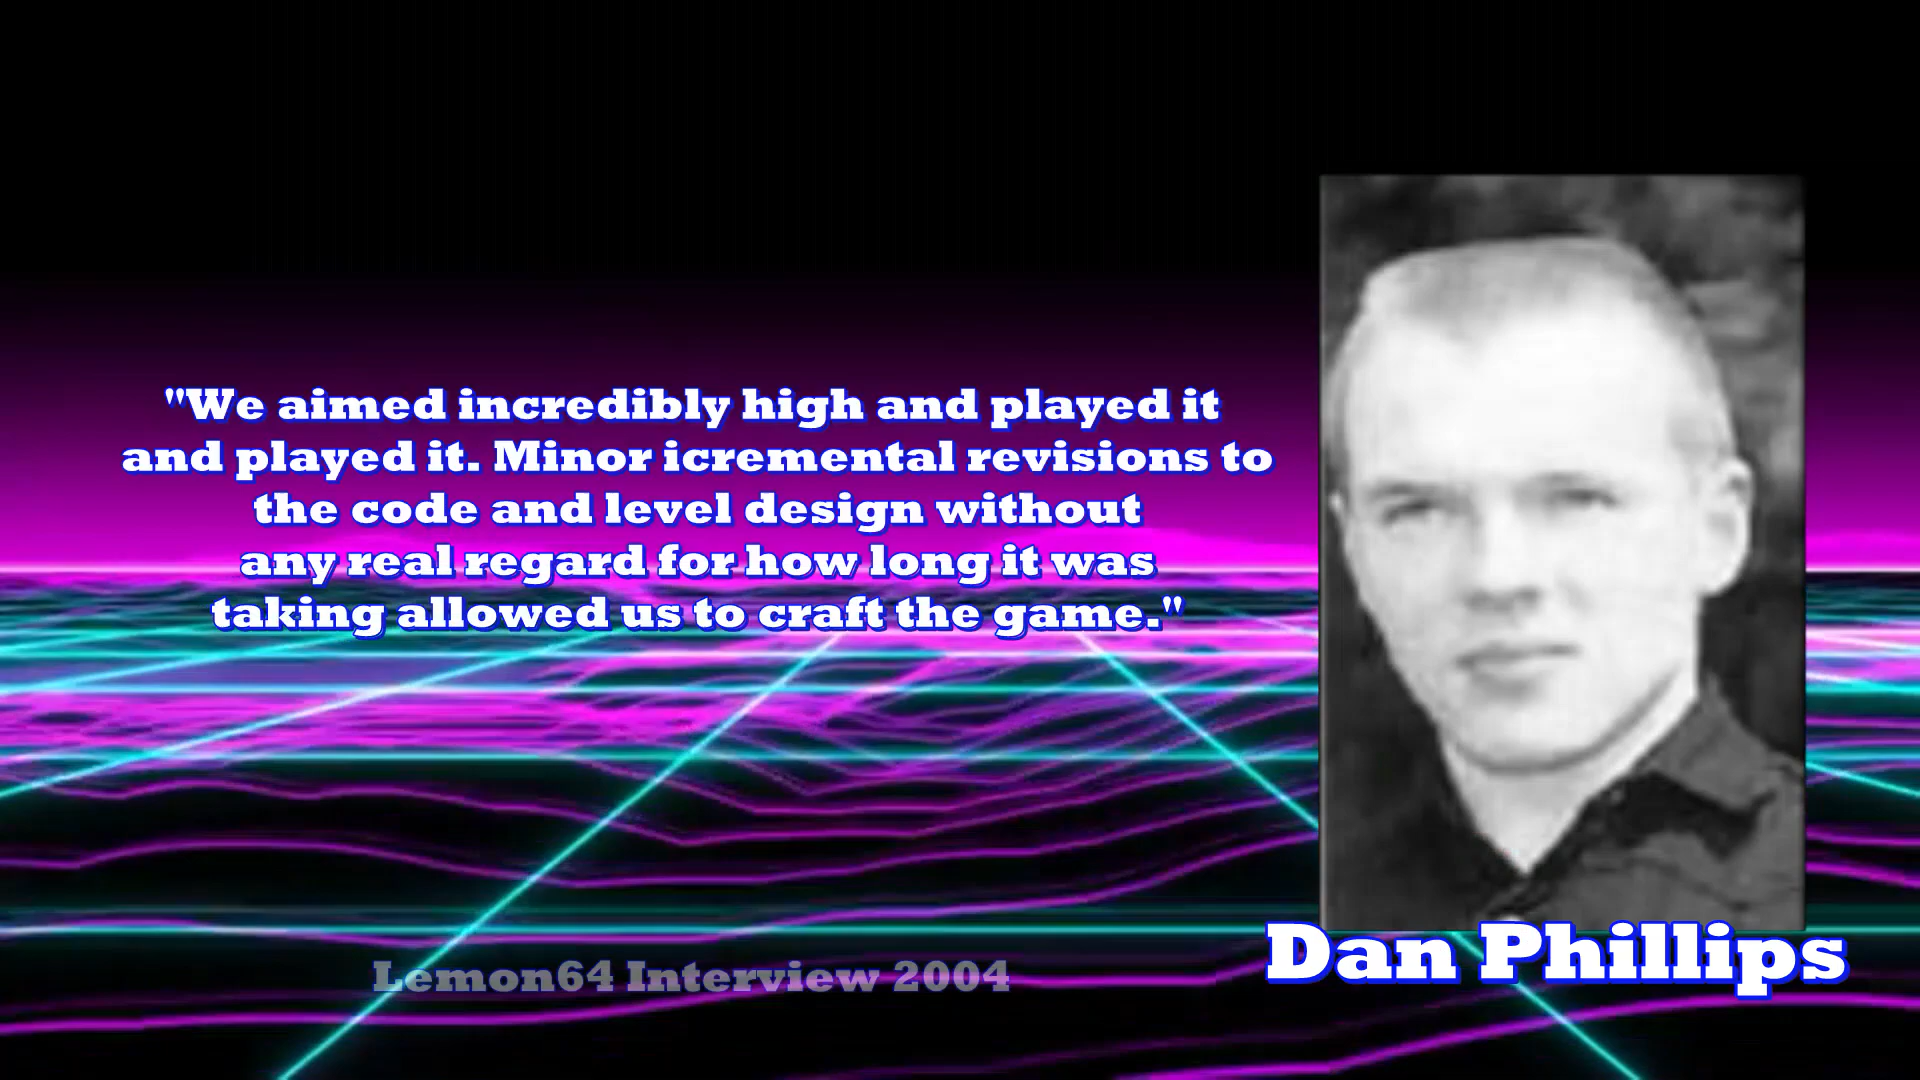 "We aimed incredibly high and played it
and played it. Minor icremental revisions to
the code and level design without
any real regard for how long it was
taking allowed us to craft the game."
Dan Phillips
Lemon64 Interview 2004